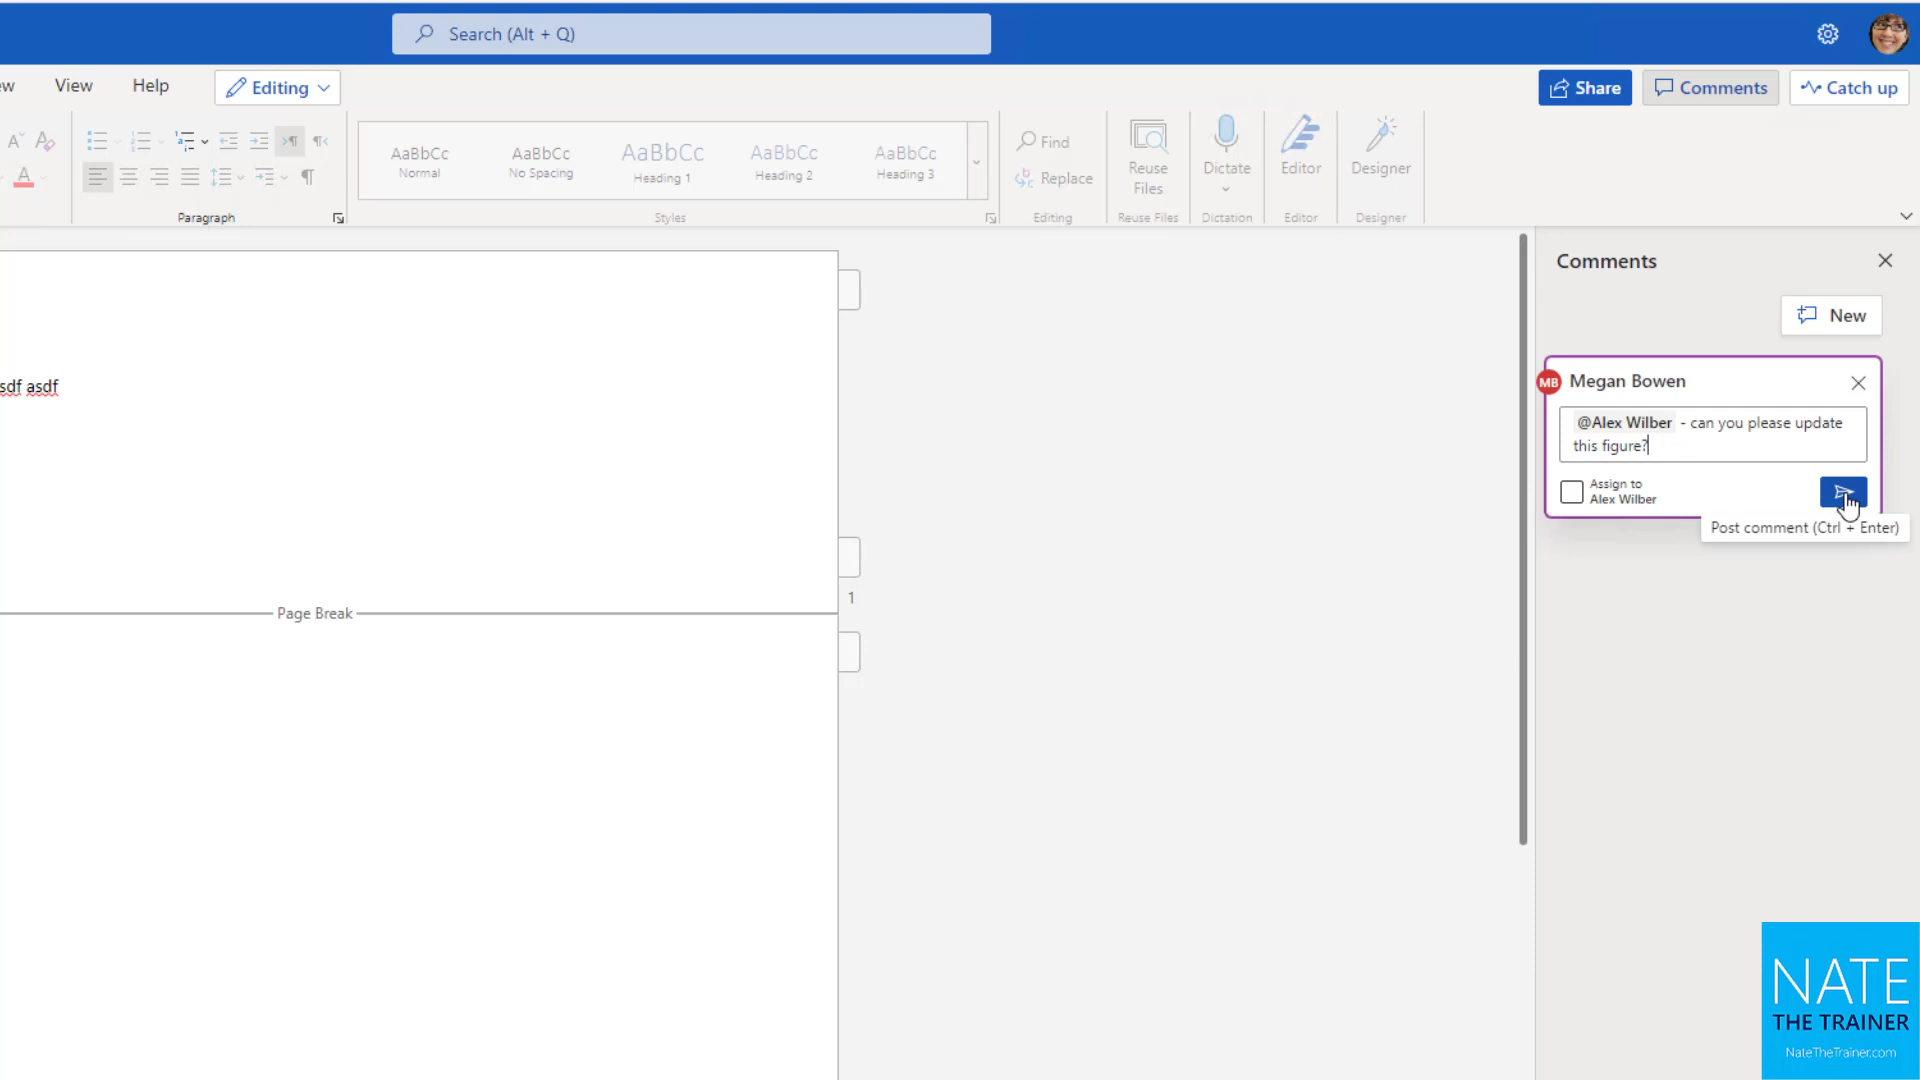 Search (Alt + Q)
ew
View
Help
Editing
Share
Comments
Catch up
A
A
A
AaBbCc
Normal
AaBbCc
No Spacing
AaBbCc
Heading 1
AaBbCc
Heading 2
AaBbCc
Heading 3
Find
Replace
Reuse
Files
Dictate
Editor
Designer
Paragraph
Styles
Editing
Reuse Files
Dictation
Editor
Designer
Comments
New
MB
Megan Bowen
@Alex Wilber - can you please update
this figure?
Assign to
Alex Wilber
Post comment (Ctrl + Enter)
sdf asdf
1
Page Break
NATE
THE TRAINER
NateTheTrainer.com